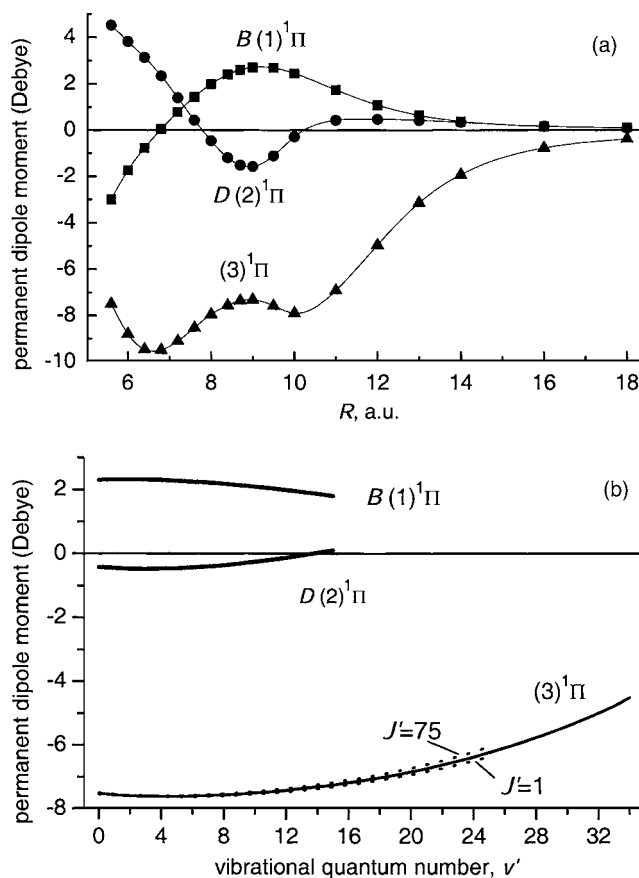 (a)
permanent dipole moment (Debye)
4
2
0
-2
-4
-6
-8
-10
B (1)¹Π
D (2)¹Π
(3)¹Π
6 8 10 12 14 16 18
R, a.u.
(b)
permanent dipole moment (Debye)
2
0
-2
-4
-6
-8
B (1)¹Π
D (2)¹Π
(3)¹Π
J'=75
J'=1
0 4 8 12 16 20 24 28 32
vibrational quantum number, v'